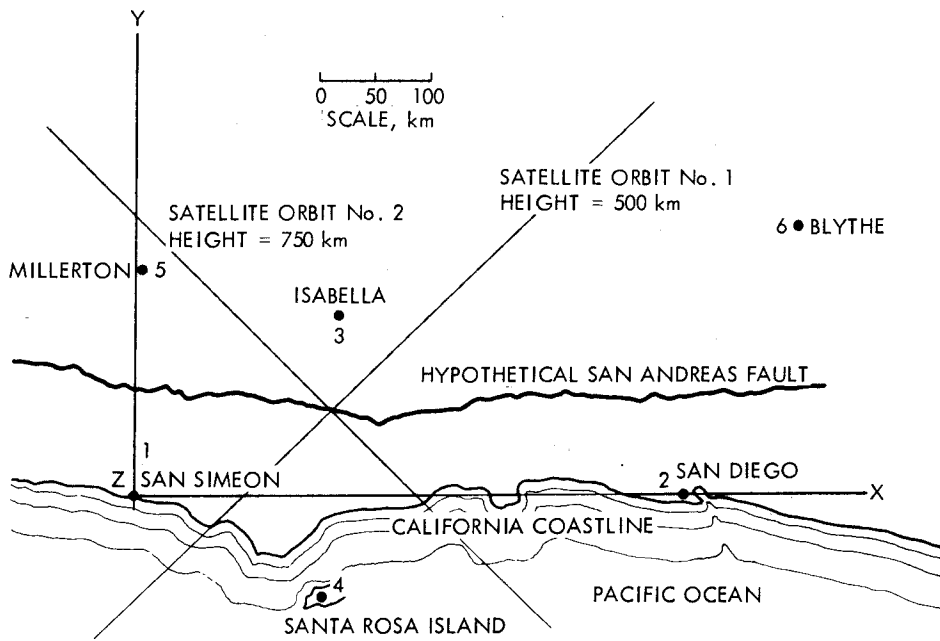 Y
0 50 100
SCALE, km
SATELLITE ORBIT No. 1
HEIGHT = 500 km
SATELLITE ORBIT No. 2
HEIGHT = 750 km
6 BLYTHE
MILLERTON 5
ISABELLA
3
HYPOTHETICAL SAN ANDREAS FAULT
1
Z SAN SIMEON
2 SAN DIEGO
X
CALIFORNIA COASTLINE
4
PACIFIC OCEAN
SANTA ROSA ISLAND